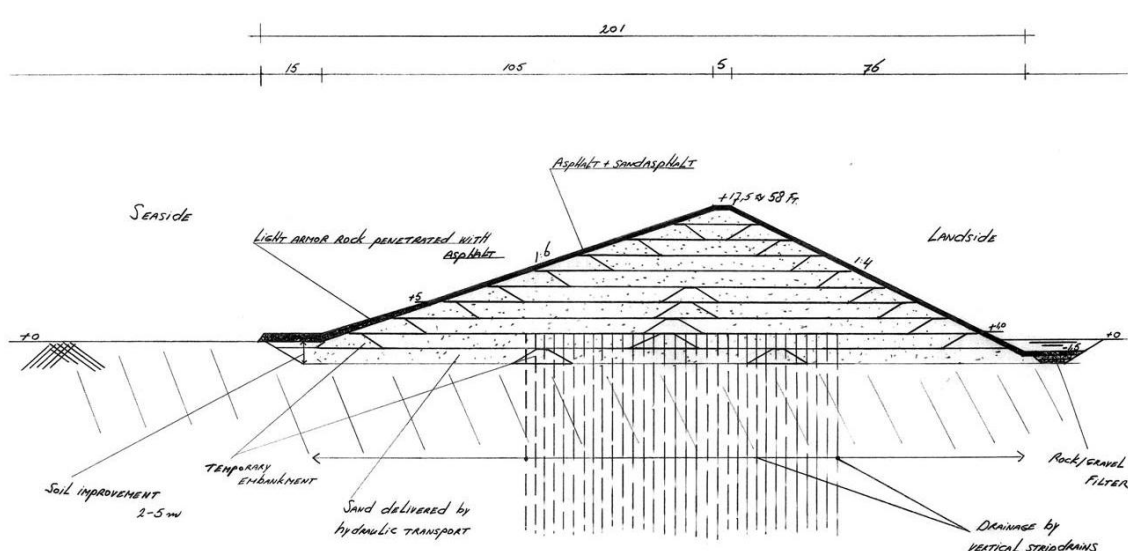 201
15
105
5
76
ASPHALT + SANDASPHALT
+17,5 ≈ 58 FT.
SEASIDE
LIGHT ARMOR ROCK PENETRATED WITH
ASPHALT
LANDSIDE
1:6
1:4
+5
+0
+0
-1,5
TEMPORARY
EMBANKMENT
ROCK/GRAVEL
FILTER
SOIL IMPROVEMENT
2-5 m
SAND DELIVERED BY
HYDRAULIC TRANSPORT
DRAINAGE BY
VERTICAL STRIPDRAINS